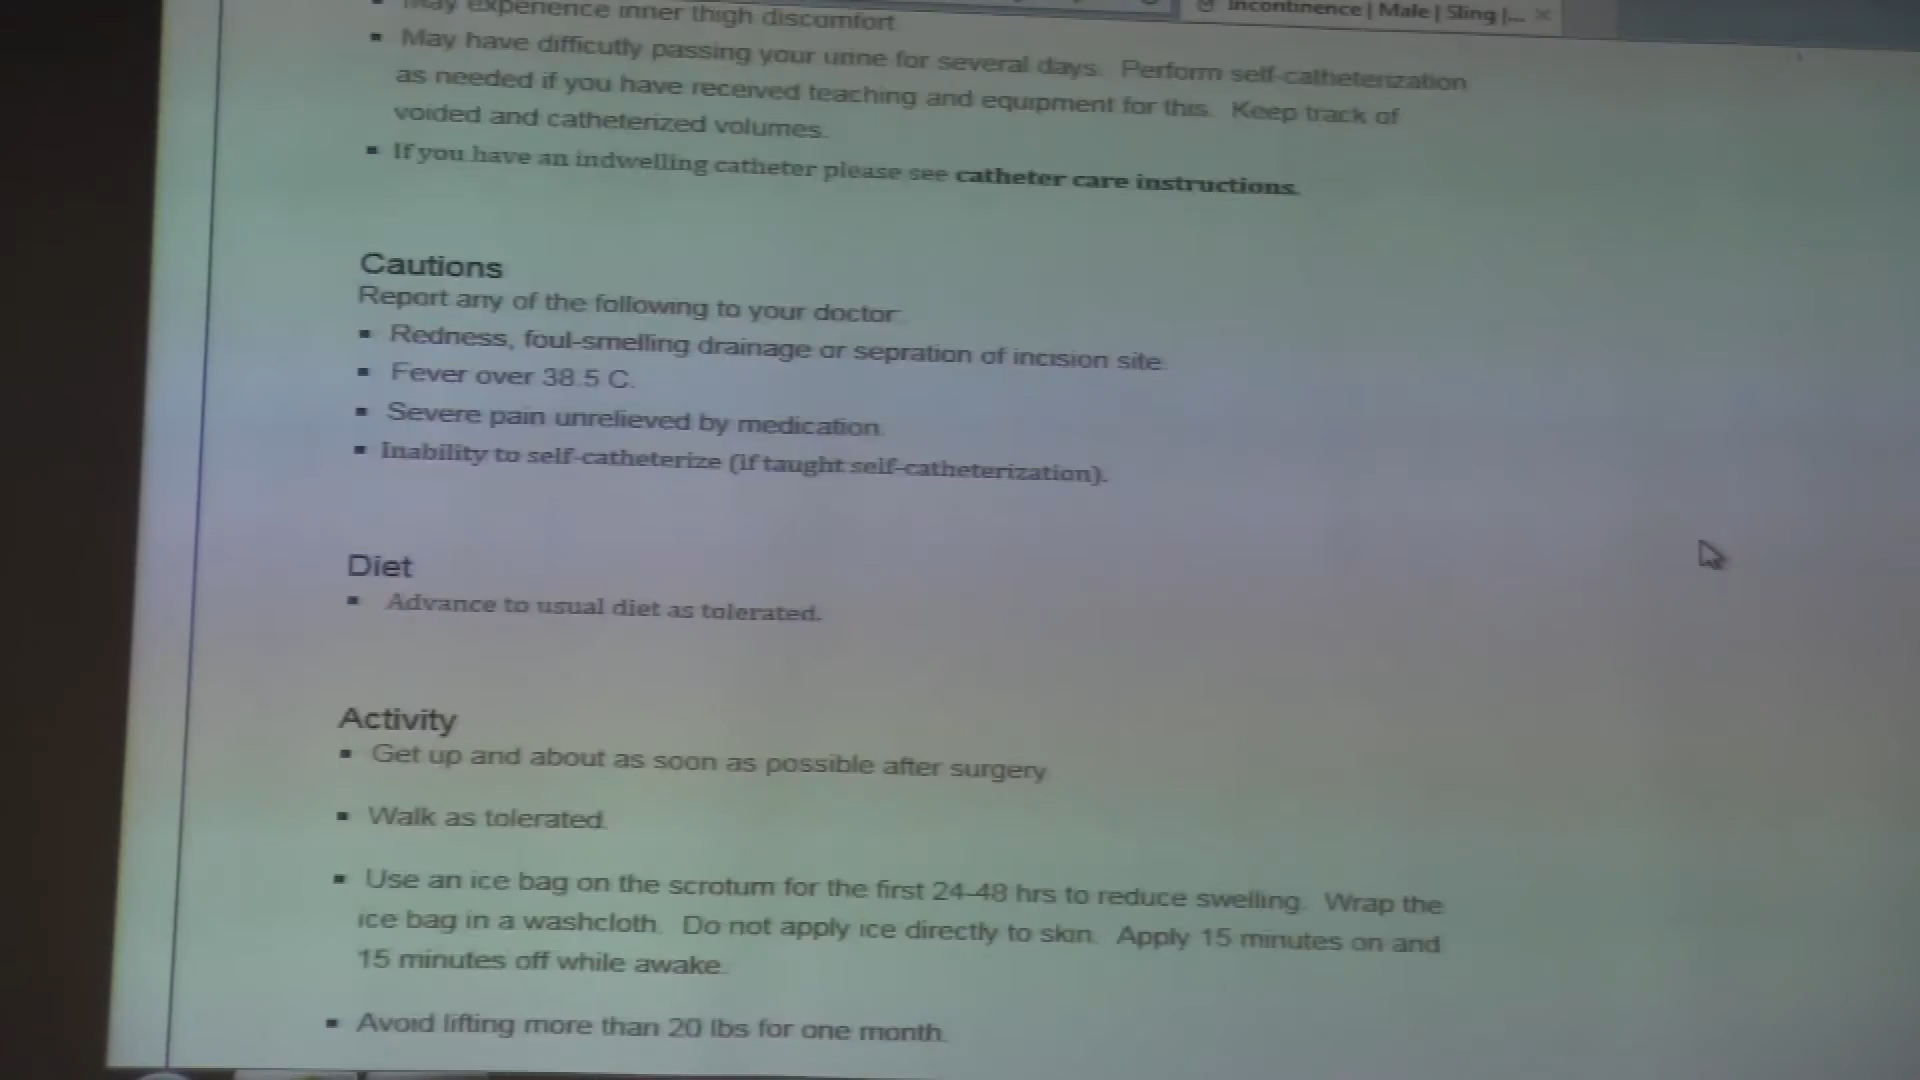 Incontinence | Male | Sling |...
May experience inner thigh discomfort
May have difficutly passing your urine for several days. Perform self-catheterization
as needed if you have received teaching and equipment for this. Keep track of
voided and catheterized volumes.
If you have an indwelling catheter please see catheter care instructions.
Cautions
Report any of the following to your doctor:
Redness, foul-smelling drainage or sepration of incision site.
Fever over 38.5 C.
Severe pain unrelieved by medication.
Inability to self-catheterize (if taught self-catheterization).
Diet
Advance to usual diet as tolerated.
Activity
Get up and about as soon as possible after surgery
Walk as tolerated.
Use an ice bag on the scrotum for the first 24-48 hrs to reduce swelling. Wrap the
ice bag in a washcloth. Do not apply ice directly to skin. Apply 15 minutes on and
15 minutes off while awake.
Avoid lifting more than 20 lbs for one month.